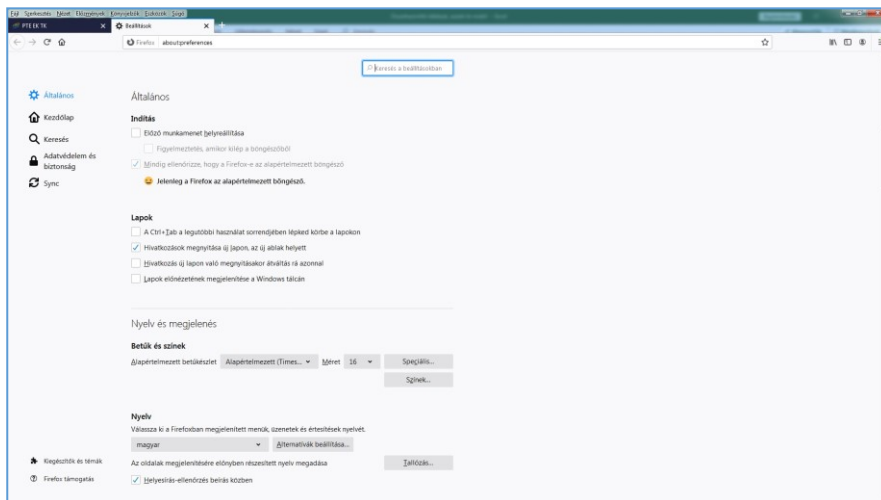 Fájl Szerkesztés Nézet Előzmények Könyvjelzők Eszközök Súgó
PTE EK TK
Beállítások
Firefox about:preferences
Keresés a beállításokban
Általános
Kezdőlap
Keresés
Adatvédelem és
biztonság
Sync
Kiegészítők és témák
Firefox támogatás
Általános
Indítás
Előző munkamenet helyreállítása
Figyelmeztetés, amikor kilép a böngészőből
Mindig ellenőrizze, hogy a Firefox-e az alapértelmezett böngésző
Jelenleg a Firefox az alapértelmezett böngésző.
Lapok
A Ctrl+Tab a legutóbbi használat sorrendjében lépked körbe a lapokon
Hivatkozások megnyitása új lapon, az új ablak helyett
Hivatkozás új lapon való megnyitásakor átváltás rá azonnal
Lapok előnézetének megjelenítése a Windows tálcán
Nyelv és megjelenés
Betűk és színek
Alapértelmezett betűkészlet Alapértelmezett (Times... Méret 16 Speciális...
Színek...
Nyelv
Válassza ki a Firefoxban megjelenített menük, üzenetek és értesítések nyelvét.
magyar Alternatívák beállítása...
Az oldalak megjelenítésére előnyben részesített nyelv megadása Tallózás...
Helyesírás-ellenőrzés beírás közben